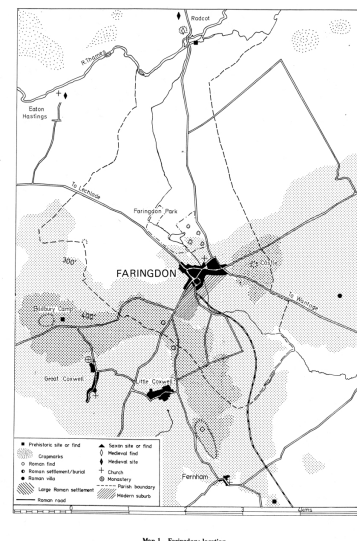 Radcot
R. Thames
Eaton
Hastings
To Lechlade
Faringdon Park
FARINGDON
Castle
To Wantage
300'
400'
Badbury Camp
Great Coxwell
Little Coxwell
Fernham
Prehistoric site or find
Cropmarks
Roman find
Roman settlement/burial
Roman villa
Large Roman settlement
Roman road
Saxon site or find
Medieval find
Medieval site
Church
Monastery
Parish boundary
Modern suburb
Map 1 Faringdon: location